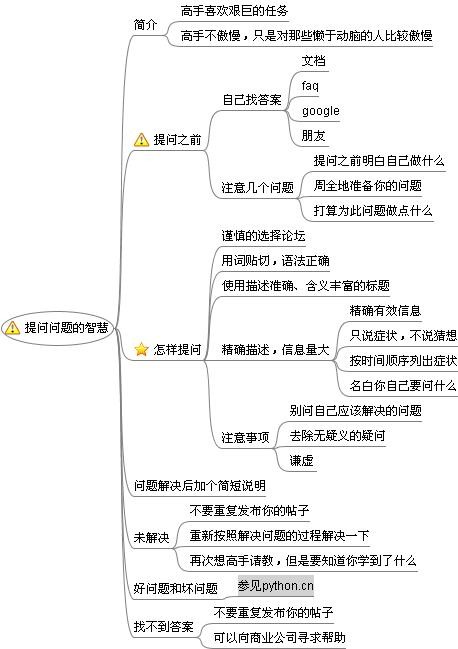 提问问题的智慧
简介
高手喜欢艰巨的任务
高手不傲慢，只是对那些懒于动脑的人比较傲慢
提问之前
自己找答案
文档
faq
google
朋友
注意几个问题
提问之前明白自己做什么
周全地准备你的问题
打算为此问题做点什么
怎样提问
谨慎的选择论坛
用词贴切，语法正确
使用描述准确、含义丰富的标题
精确描述，信息量大
精确有效信息
只说症状，不说猜想
按时间顺序列出症状
名白你自己要问什么
注意事项
别问自己应该解决的问题
去除无疑义的疑问
谦虚
问题解决后加个简短说明
未解决
不要重复发布你的帖子
重新按照解决问题的过程解决一下
再次想高手请教，但是要知道你学到了什么
好问题和坏问题
参见python.cn
找不到答案
不要重复发布你的帖子
可以向商业公司寻求帮助